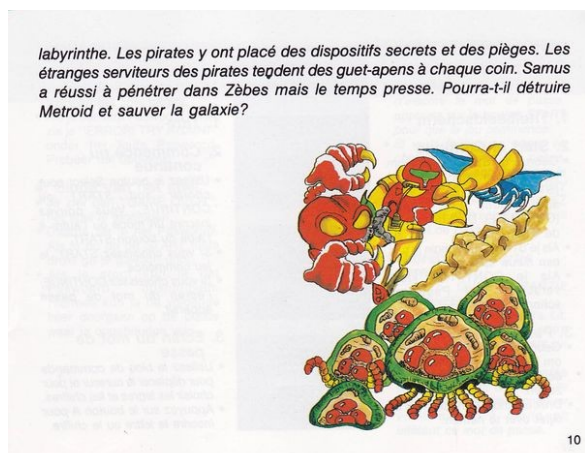 labyrinthe. Les pirates y ont placé des dispositifs secrets et des pièges. Les
étranges serviteurs des pirates tendent des guet-apens à chaque coin. Samus
a réussi à pénétrer dans Zèbes mais le temps presse. Pourra-t-il détruire
Metroid et sauver la galaxie?
10